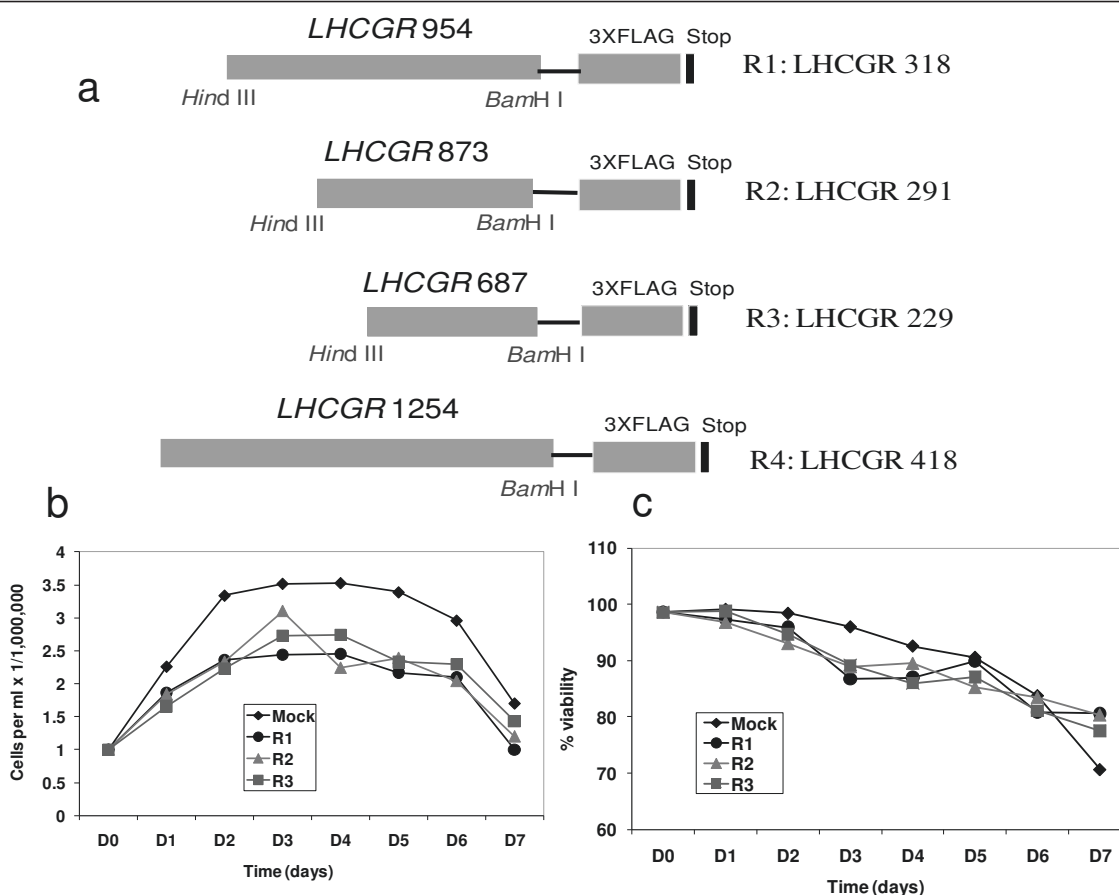 a
LHCGR 954
3XFLAG Stop
R1: LHCGR 318
Hind III
BamH I
LHCGR 873
3XFLAG Stop
R2: LHCGR 291
Hind III
BamH I
LHCGR 687
3XFLAG Stop
R3: LHCGR 229
Hind III
BamH I
LHCGR 1254
3XFLAG Stop
R4: LHCGR 418
BamH I
b
Cells per ml x 1/1,000,000
4
3.5
3
2.5
2
1.5
1
0.5
0
Mock
R1
R2
R3
D0 D1 D2 D3 D4 D5 D6 D7
Time (days)
c
% viability
110
100
90
80
70
60
Mock
R1
R2
R3
D0 D1 D2 D3 D4 D5 D6 D7
Time (days)